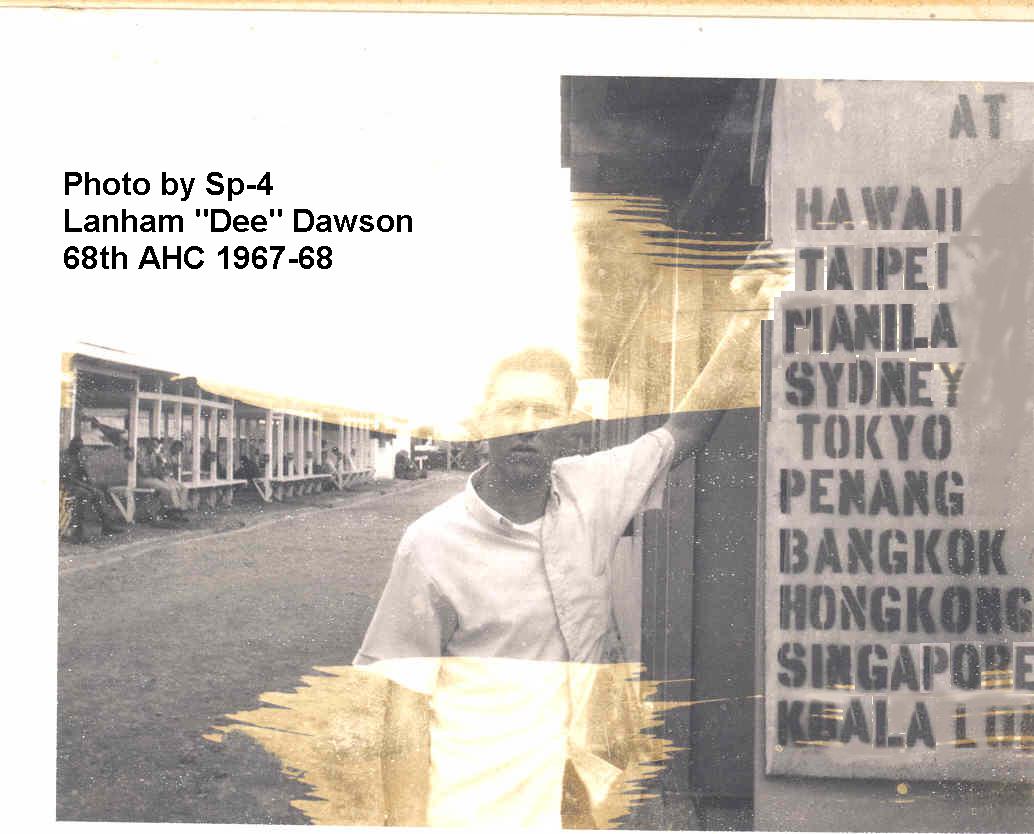 Photo by Sp-4
Lanham "Dee" Dawson
68th AHC 1967-68
AT
HAWAII
TAIPEI
MANILA
SYDNEY
TOKYO
PENANG
BANGKOK
HONGKONG
SINGAPORE
KUALA